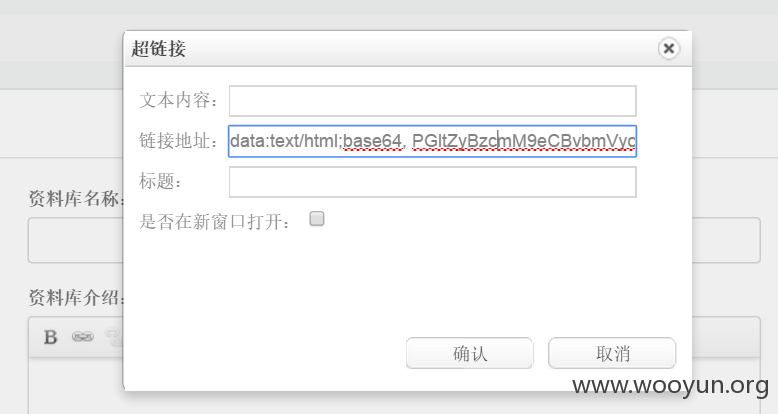 超链接
文本内容：
链接地址：data:text/html;base64, PGltZyBzcmM9eCBvbmVyc
标题：
是否在新窗口打开：
资料库名称：
资料库介绍：
B
确认 取消
www.wooyun.org